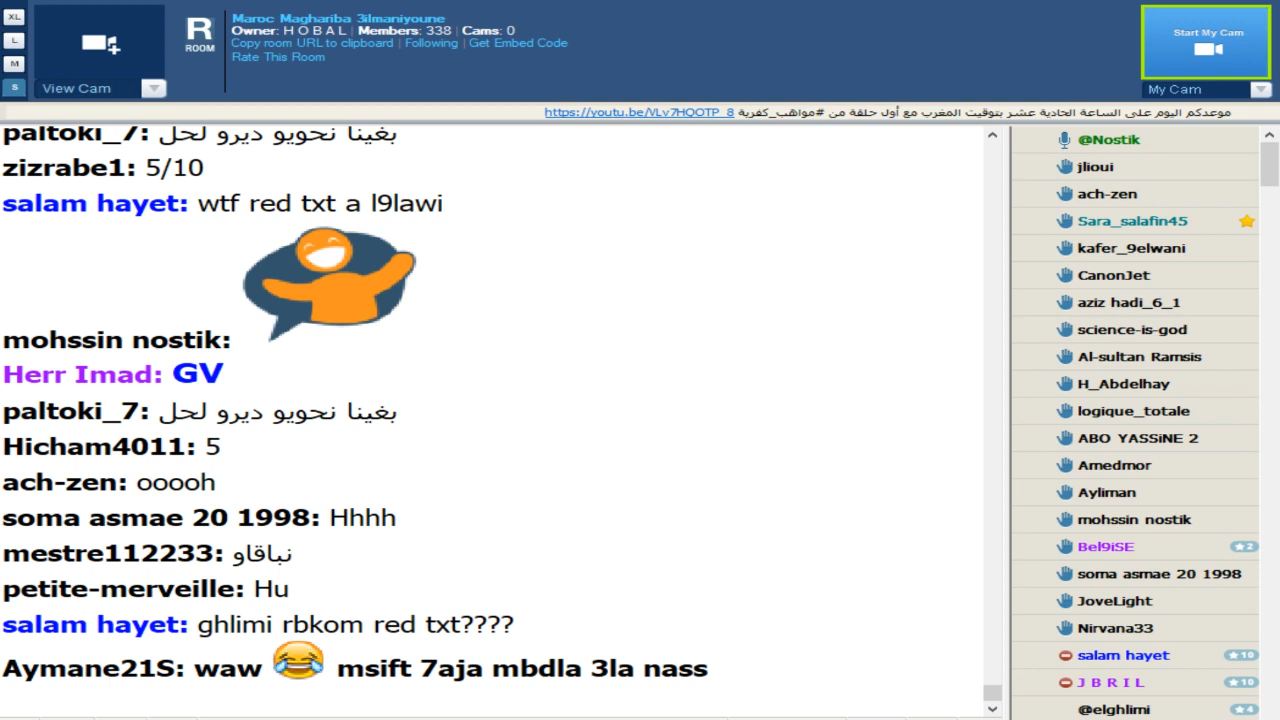 XL
L
M
S
View Cam
R
ROOM
Maroc Maghariba 3ilmaniyoune
Owner: H O B A L | Members: 338 | Cams: 0
Copy room URL to clipboard | Following | Get Embed Code
Rate This Room
Start My Cam
My Cam
موعدكم اليوم على الساعة الحادية عشر بتوقيت المغرب مع أول حلقة من #مواهب_كفرية https://youtu.be/VLv7HQOTP_8
paltoki_7: بغينا نحويو ديرو لحل
zizrabe1: 5/10
salam hayet: wtf red txt a l9lawi
mohssin nostik:
Herr Imad: GV
paltoki_7: بغينا نحويو ديرو لحل
Hicham4011: 5
ach-zen: ooooh
soma asmae 20 1998: Hhhh
mestre112233: نباقاو
petite-merveille: Hu
salam hayet: ghlimi rbkom red txt????
Aymane21S: waw 😂 msift 7aja mbdla 3la nass
@Nostik
jlioui
ach-zen
Sara_salafin45
kafer_9elwani
CanonJet
aziz hadi_6_1
science-is-god
Al-sultan Ramsis
H_Abdelhay
logique_totale
ABO YASSiNE 2
Amedmor
Ayliman
mohssin nostik
Bel9iSE ★2
soma asmae 20 1998
JoveLight
Nirvana33
salam hayet ★10
J B R I L ★10
@elghlimi ★4